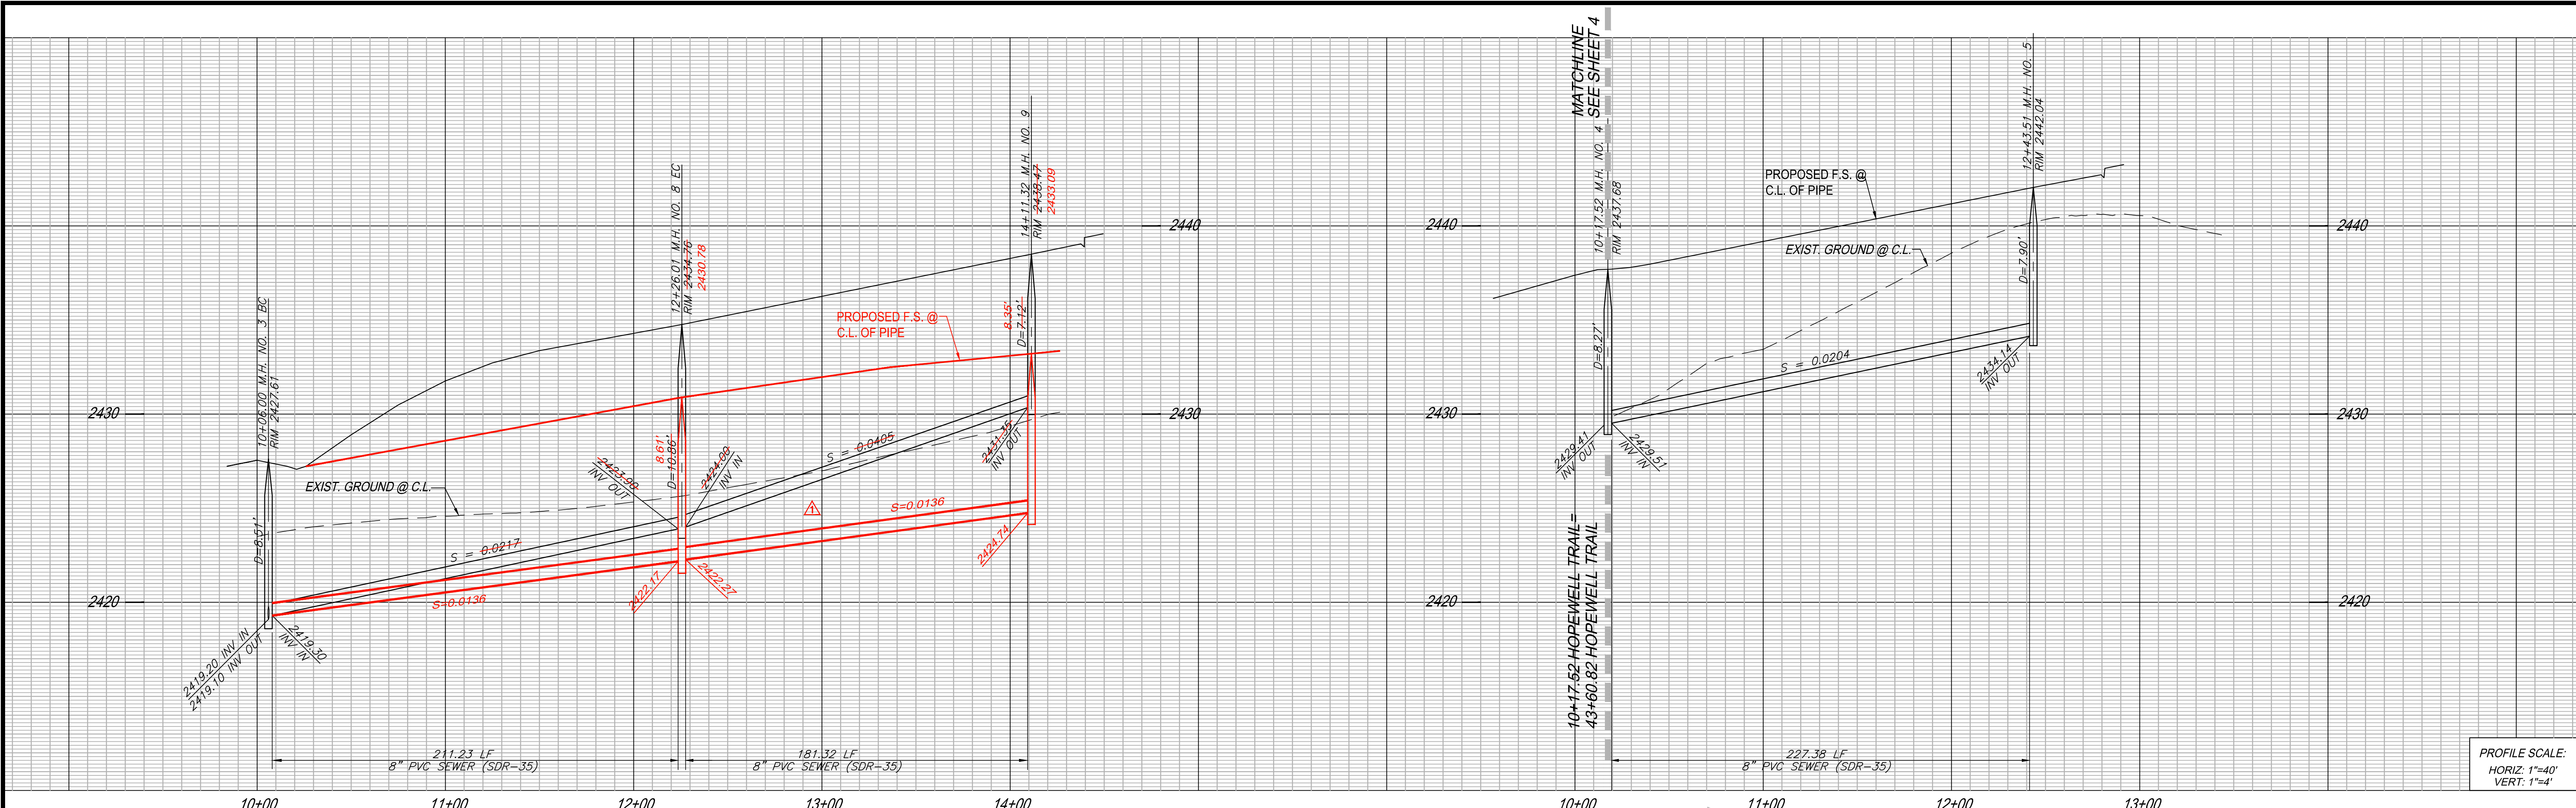 MATCHLINE
SEE SHEET 4
10+06.00 M.H. NO. 3 BC
RIM 2427.61
12+26.01 M.H. NO. 8 EC
RIM 2434.76
2430.78
14+11.32 M.H. NO. 9
RIM 2438.47
2433.09
10+17.52 M.H. NO. 4
RIM 2437.68
12+43.51 M.H. NO. 5
RIM 2442.04
2440
2440
2440
2430
2430
2430
2430
2420
2420
2420
PROPOSED F.S. @
C.L. OF PIPE
PROPOSED F.S. @
C.L. OF PIPE
EXIST. GROUND @ C.L.
EXIST. GROUND @ C.L.
D=8.51'
8.61'
D=10.86'
8.35'
D=7.12'
D=8.27'
D=7.90'
2423.90
INV OUT
2424.00
INV IN
2431.35
INV OUT
S = 0.0217
S = 0.0405
S=0.0136
S=0.0136
1
2422.17
2422.27
2424.74
S = 0.0204
2434.14
INV OUT
2429.41
INV OUT
2429.51
INV IN
2419.20 INV IN
2419.10 INV OUT
2419.30
INV IN
10+17.52 HOPEWELL TRAIL=
43+60.82 HOPEWELL TRAIL
211.23 LF
8" PVC SEWER (SDR-35)
181.32 LF
8" PVC SEWER (SDR-35)
227.38 LF
8" PVC SEWER (SDR-35)
PROFILE SCALE:
HORIZ: 1"=40'
VERT: 1"=4'
10+00
11+00
12+00
13+00
14+00
10+00
11+00
12+00
13+00